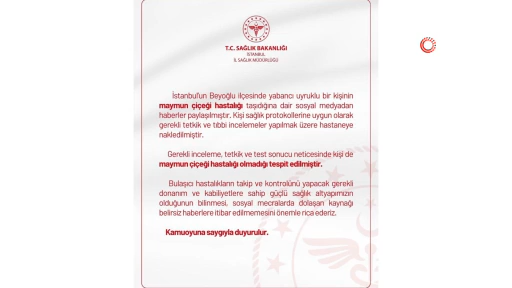 T.C. SAĞLIK BAKANLIĞI
İSTANBUL
İL SAĞLIK MÜDÜRLÜĞÜ
İstanbul'un Beyoğlu ilçesinde yabancı uyruklu bir kişinin
maymun çiçeği hastalığı taşıdığına dair sosyal medyadan
haberler paylaşılmıştır. Kişi sağlık protokollerine uygun olarak
gerekli tetkik ve tıbbi incelemeler yapılmak üzere hastaneye
nakledilmiştir.
Gerekli inceleme, tetkik ve test sonucu neticesinde kişi de
maymun çiçeği hastalığı olmadığı tespit edilmiştir.
Bulaşıcı hastalıkların takip ve kontrolünü yapacak gerekli
donanım ve kabiliyetlere sahip güçlü sağlık altyapımızın
olduğunun bilinmesi, sosyal mecralarda dolaşan kaynağı
belirsiz haberlere itibar edilmemesini önemle rica ederiz.
Kamuoyuna saygıyla duyurulur.